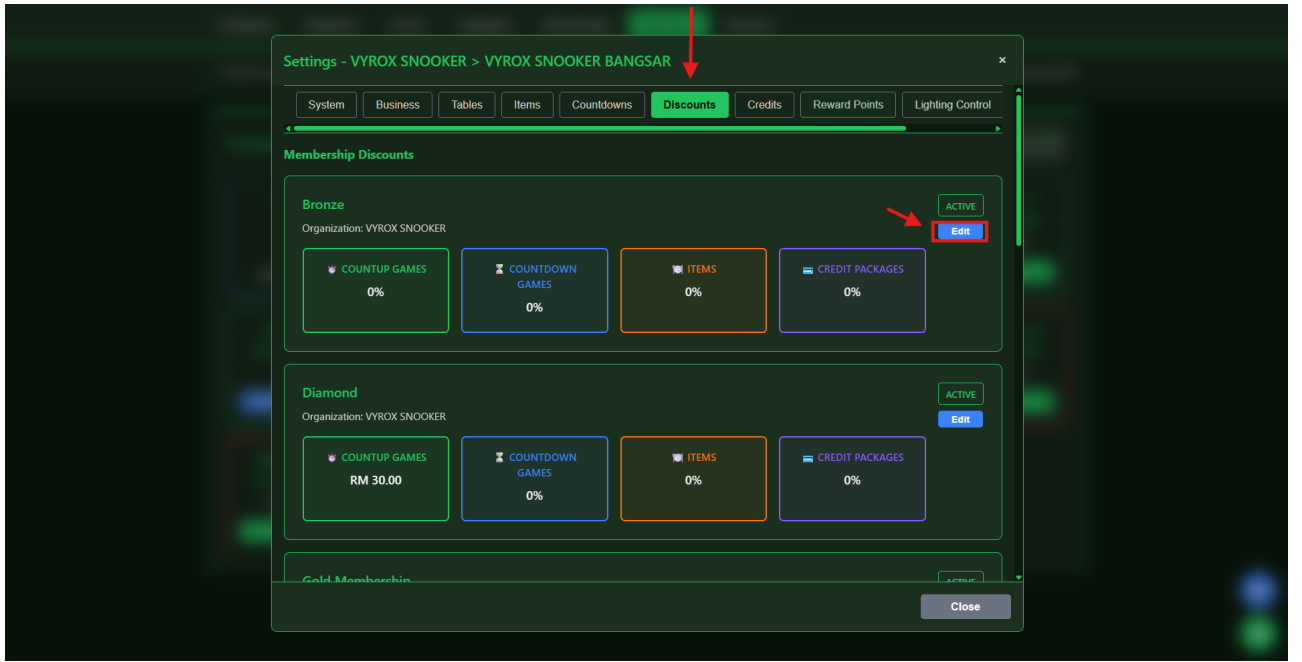 Settings - VYROX SNOOKER > VYROX SNOOKER BANGSAR
×
System Business Tables Items Countdowns Discounts Credits Reward Points Lighting Control
Membership Discounts
Bronze
ACTIVE
Organization: VYROX SNOOKER
Edit
COUNTUP GAMES
0%
COUNTDOWN
GAMES
0%
ITEMS
0%
CREDIT PACKAGES
0%
Diamond
ACTIVE
Organization: VYROX SNOOKER
Edit
COUNTUP GAMES
RM 30.00
COUNTDOWN
GAMES
0%
ITEMS
0%
CREDIT PACKAGES
0%
Gold Membership
ACTIVE
Close